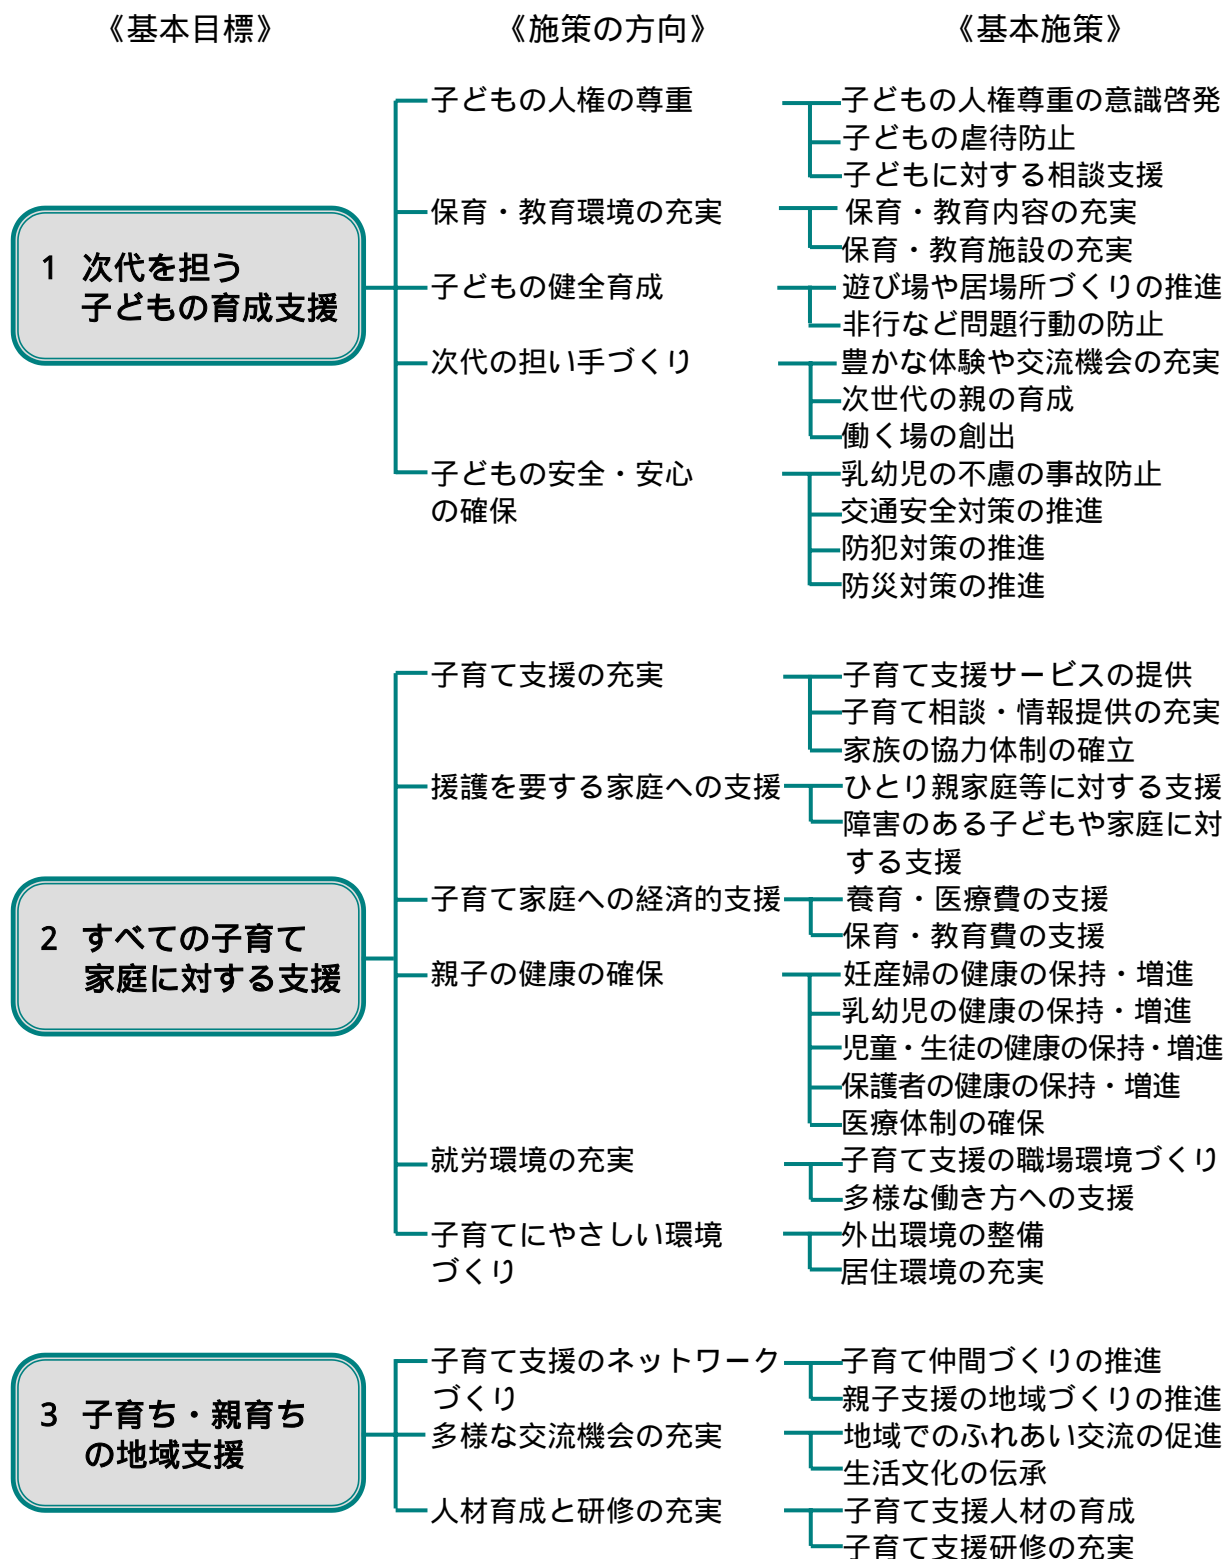 《基本目標》 《施策の方向》 《基本施策》
1 次代を担う
子どもの育成支援
子どもの人権の尊重
子どもの人権尊重の意識啓発
子どもの虐待防止
子どもに対する相談支援
保育・教育環境の充実
保育・教育内容の充実
保育・教育施設の充実
子どもの健全育成
遊び場や居場所づくりの推進
非行など問題行動の防止
次代の担い手づくり
豊かな体験や交流機会の充実
次世代の親の育成
働く場の創出
子どもの安全・安心
の確保
乳幼児の不慮の事故防止
交通安全対策の推進
防犯対策の推進
防災対策の推進
2 すべての子育て
家庭に対する支援
子育て支援の充実
子育て支援サービスの提供
子育て相談・情報提供の充実
家族の協力体制の確立
援護を要する家庭への支援
ひとり親家庭等に対する支援
障害のある子どもや家庭に対
する支援
子育て家庭への経済的支援
養育・医療費の支援
保育・教育費の支援
親子の健康の確保
妊産婦の健康の保持・増進
乳幼児の健康の保持・増進
児童・生徒の健康の保持・増進
保護者の健康の保持・増進
医療体制の確保
就労環境の充実
子育て支援の職場環境づくり
多様な働き方への支援
子育てにやさしい環境
づくり
外出環境の整備
居住環境の充実
3 子育ち・親育ち
の地域支援
子育て支援のネットワーク
づくり
子育て仲間づくりの推進
親子支援の地域づくりの推進
多様な交流機会の充実
地域でのふれあい交流の促進
生活文化の伝承
人材育成と研修の充実
子育て支援人材の育成
子育て支援研修の充実